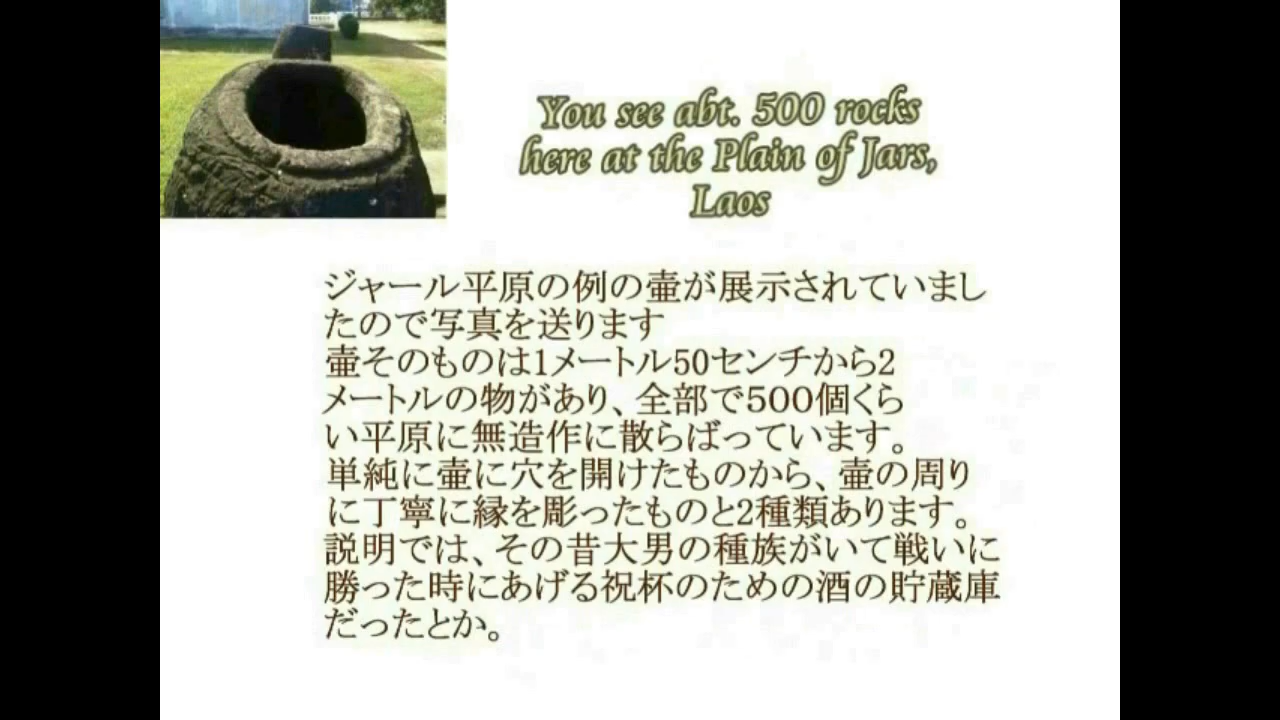 You see abt. 500 rocks
here at the Plain of Jars,
Laos
ジャール平原の例の壷が展示されていまし
たので写真を送ります
壷そのものは1メートル50センチから2
メートルの物があり、全部で500個くら
い平原に無造作に散らばっています。
単純に壷に穴を開けたものから、壷の周り
に丁寧に縁を彫ったものと2種類あります。
説明では、その昔大男の種族がいて戦いに
勝った時にあげる祝杯のための酒の貯蔵庫
だったとか。